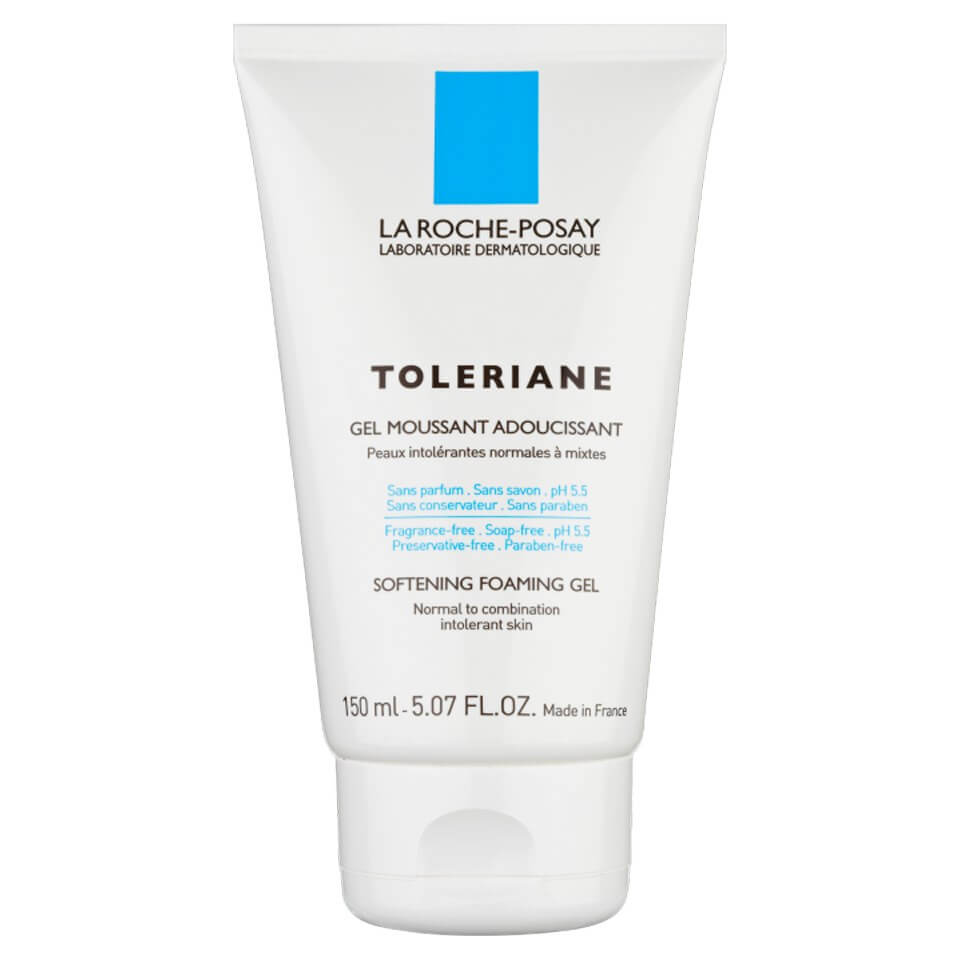 LA ROCHE-POSAY
LABORATOIRE DERMATOLOGIQUE
TOLERIANE
GEL MOUSSANT ADOUCISSANT
Peaux intolérantes normales à mixtes
Sans parfum . Sans savon . pH 5.5
Sans conservateur . Sans paraben
Fragrance-free . Soap-free . pH 5.5
Preservative-free . Paraben-free
SOFTENING FOAMING GEL
Normal to combination
intolerant skin
150 ml - 5.07 FL.OZ. Made in France